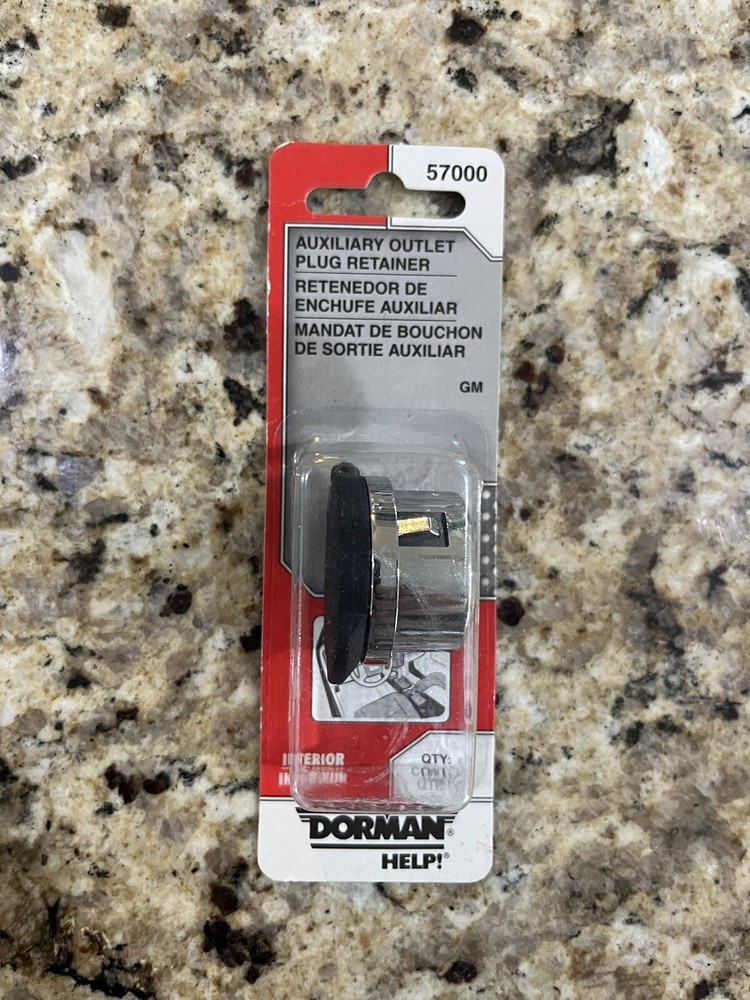 57000
AUXILIARY OUTLET
PLUG RETAINER
RETENEDOR DE
ENCHUFE AUXILIAR
MANDAT DE BOUCHON
DE SORTIE AUXILIAR
GM
INTERIOR
QTY:
DORMAN®
HELP!®